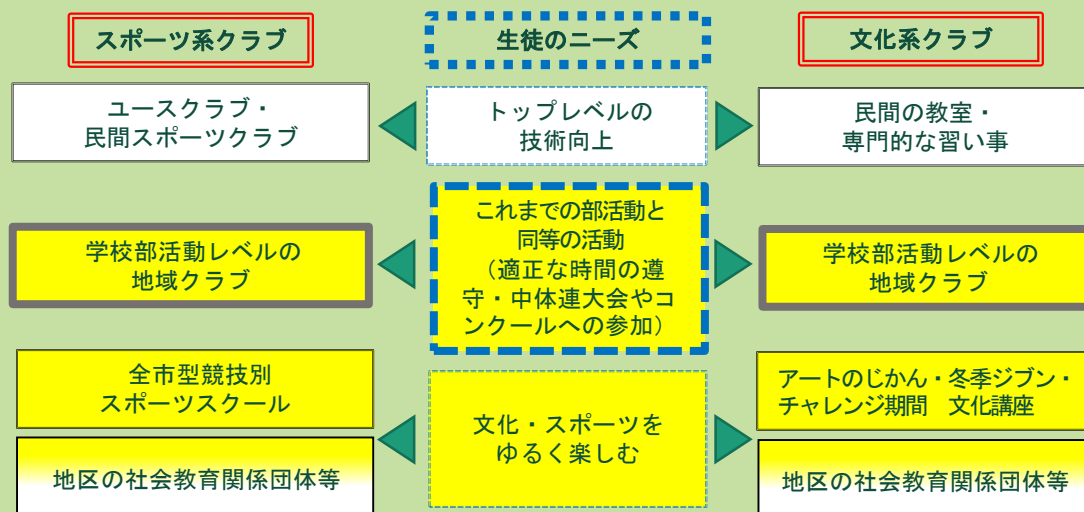 スポーツ系クラブ
生徒のニーズ
文化系クラブ
ユースクラブ・
民間スポーツクラブ
トップレベルの
技術向上
民間の教室・
専門的な習い事
学校部活動レベルの
地域クラブ
これまでの部活動と
同等の活動
（適正な時間の遵
守・中体連大会やコ
ンクールへの参加）
学校部活動レベルの
地域クラブ
全市型競技別
スポーツスクール
地区の社会教育関係団体等
文化・スポーツを
ゆるく楽しむ
アートのじかん・冬季ジブン・
チャレンジ期間　文化講座
地区の社会教育関係団体等